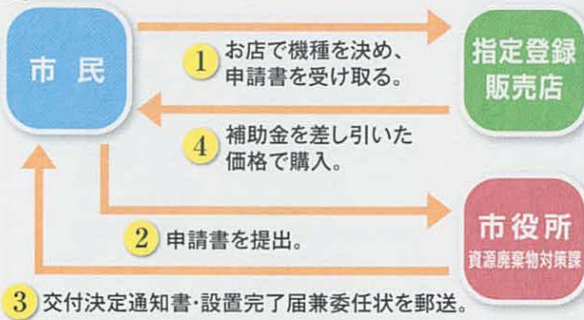 市民
指定登録
販売店
1 お店で機種を決め、
申請書を受け取る。
4 補助金を差し引いた
価格で購入。
2 申請書を提出。
市役所
資源廃棄物対策課
3 交付決定通知書・設置完了届兼委任状を郵送。